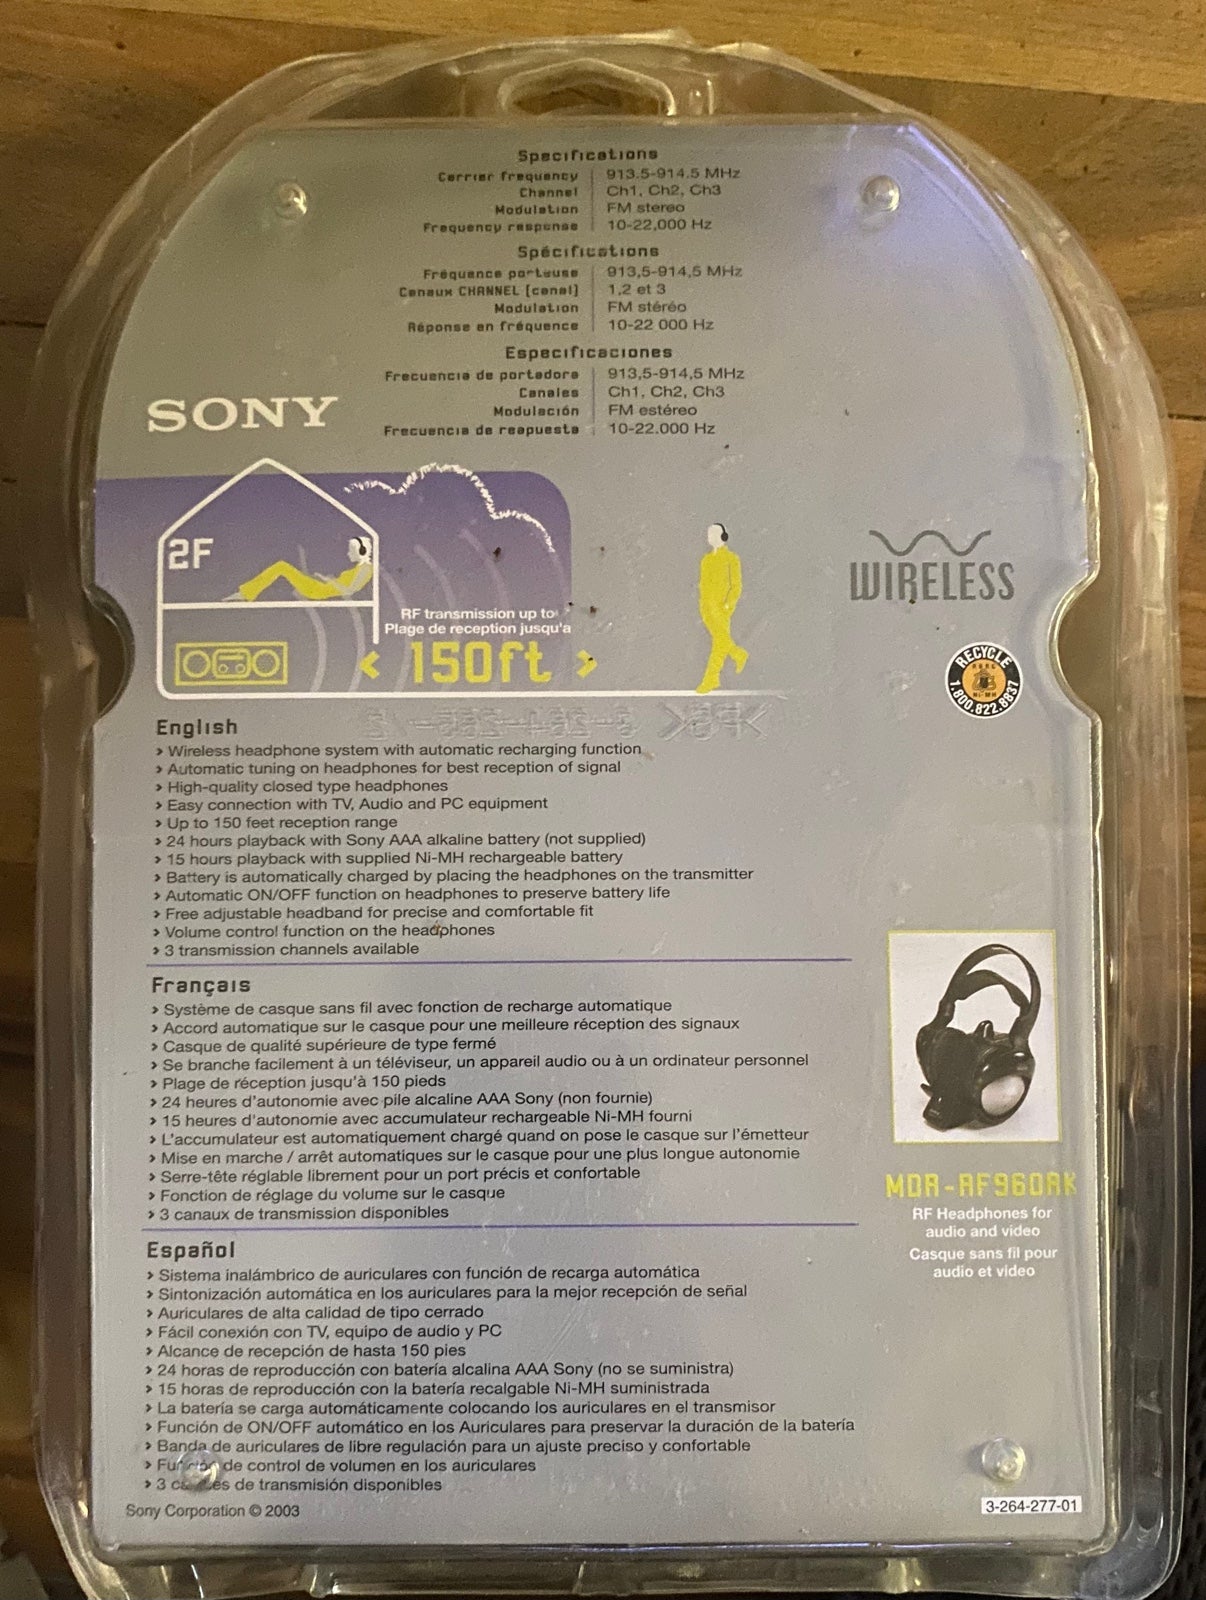 Specifications
Carrier frequency 913.5-914.5 MHz
Channel Ch1, Ch2, Ch3
Modulation FM stereo
Frequency response 10-22,000 Hz
Spécifications
Fréquence porteuse 913,5-914,5 MHz
Canaux CHANNEL [canal] 1,2 et 3
Modulation FM stéréo
Réponse en fréquence 10-22 000 Hz
Especificaciones
Frecuencia de portadora 913,5-914,5 MHz
Canales Ch1, Ch2, Ch3
Modulación FM estéreo
Frecuencia de reapuesta 10-22.000 Hz
SONY
2F
RF transmission up to
Plage de reception jusqu'a
< 150ft >
WIRELESS
RECYCLE
RBRC
Ni-MH
1.800.822.8837
English
› Wireless headphone system with automatic recharging function
› Automatic tuning on headphones for best reception of signal
› High-quality closed type headphones
› Easy connection with TV, Audio and PC equipment
› Up to 150 feet reception range
› 24 hours playback with Sony AAA alkaline battery (not supplied)
› 15 hours playback with supplied Ni-MH rechargeable battery
› Battery is automatically charged by placing the headphones on the transmitter
› Automatic ON/OFF function on headphones to preserve battery life
› Free adjustable headband for precise and comfortable fit
› Volume control function on the headphones
› 3 transmission channels available
Français
› Système de casque sans fil avec fonction de recharge automatique
› Accord automatique sur le casque pour une meilleure réception des signaux
› Casque de qualité supérieure de type fermé
› Se branche facilement à un téléviseur, un appareil audio ou à un ordinateur personnel
› Plage de réception jusqu'à 150 pieds
› 24 heures d'autonomie avec pile alcaline AAA Sony (non fournie)
› 15 heures d'autonomie avec accumulateur rechargeable Ni-MH fourni
› L'accumulateur est automatiquement chargé quand on pose le casque sur l'émetteur
› Mise en marche / arrêt automatiques sur le casque pour une plus longue autonomie
› Serre-tête réglable librement pour un port précis et confortable
› Fonction de réglage du volume sur le casque
› 3 canaux de transmission disponibles
Español
› Sistema inalámbrico de auriculares con función de recarga automática
› Sintonización automática en los auriculares para la mejor recepción de señal
› Auriculares de alta calidad de tipo cerrado
› Fácil conexión con TV, equipo de audio y PC
› Alcance de recepción de hasta 150 pies
› 24 horas de reproducción con batería alcalina AAA Sony (no se suministra)
› 15 horas de reproducción con la batería recalgable Ni-MH suministrada
› La batería se carga automáticamente colocando los auriculares en el transmisor
› Función de ON/OFF automático en los Auriculares para preservar la duración de la batería
› Banda de auriculares de libre regulación para un ajuste preciso y confortable
› Función de control de volumen en los auriculares
› 3 canales de transmisión disponibles
MDR-RF960RK
RF Headphones for
audio and video
Casque sans fil pour
audio et video
Sony Corporation © 2003
3-264-277-01